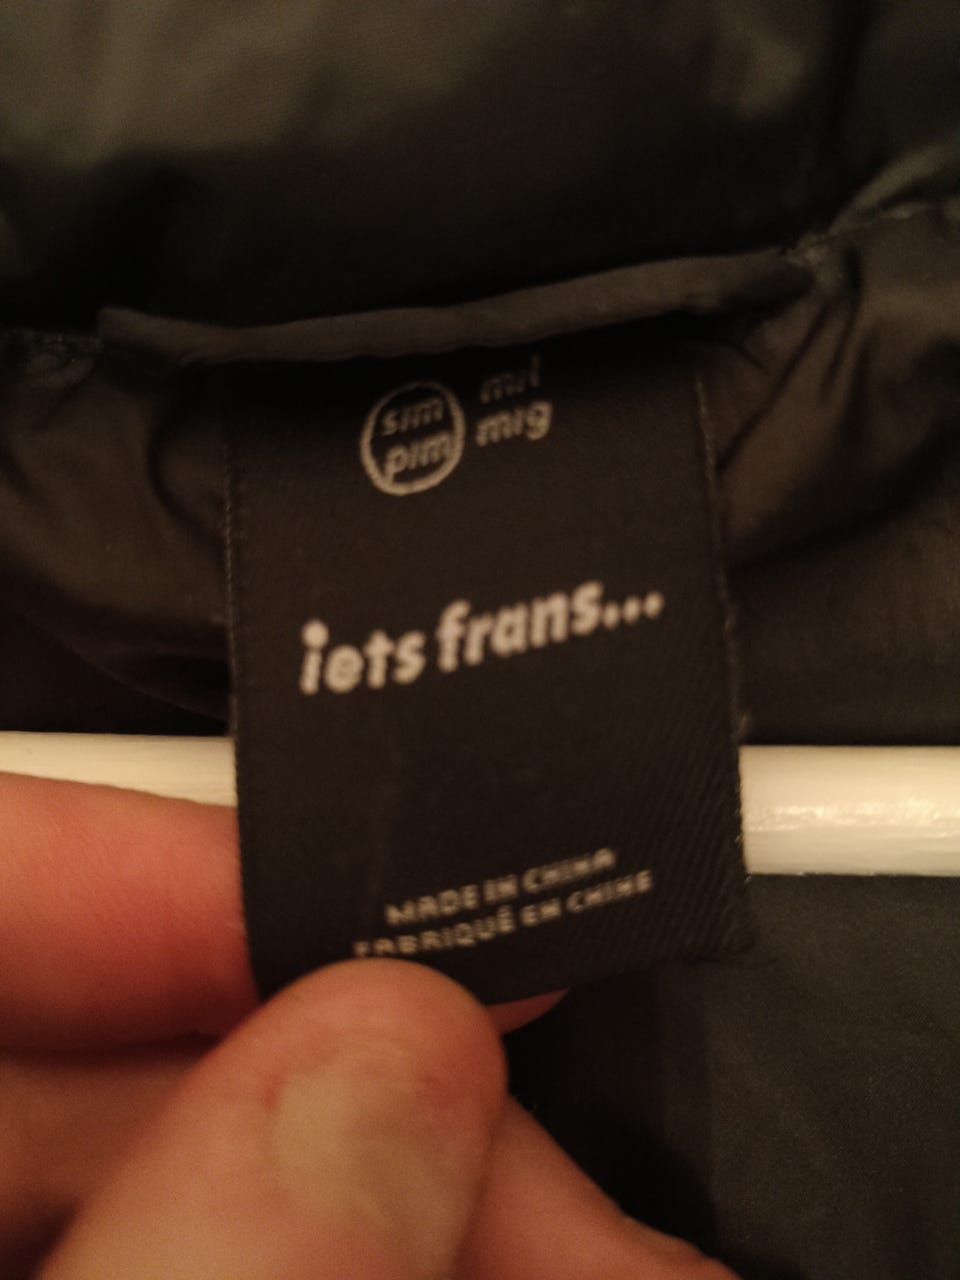 sim mil
pim mig
iets frans...
MADE IN CHINA
FABRIQUÉ EN CHINE